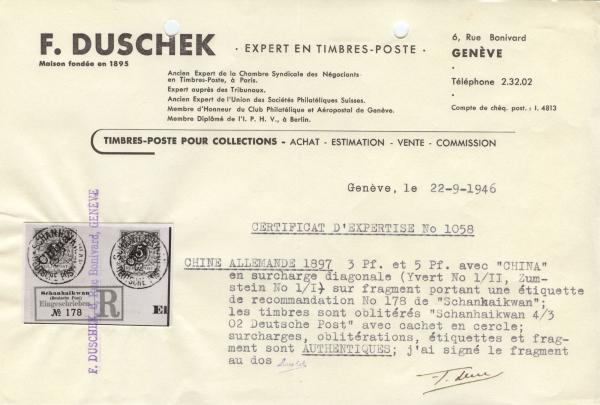 F. DUSCHEK · EXPERT EN TIMBRES-POSTE ·
Maison fondée en 1895
6, Rue Bonivard
GENÈVE
Téléphone 2.32.02
Compte de chèq. post. : I. 4813
Ancien Expert de la Chambre Syndicale des Négociants
en Timbres-Poste, à Paris.
Expert auprès des Tribunaux.
Ancien Expert de l'Union des Sociétés Philatéliques Suisses.
Membre d'Honneur du Club Philatélique et Aéropostal de Genève.
Membre Diplômé de l'I. P. H. V., à Berlin.
TIMBRES-POSTE POUR COLLECTIONS - ACHAT - ESTIMATION - VENTE - COMMISSION
Genève, le 22-9-1946
CERTIFICAT D'EXPERTISE No 1058
CHINE ALLEMANDE 1897 3 Pf. et 5 Pf. avec "CHINA"
en surcharge diagonale (Yvert No 1/II, Zum-
stein No 1/I) sur fragment portant une étiquette
de recommandation No 178 de "Schanhaikwan";
les timbres sont oblitérés "Schanhaikwan 4/3
02 Deutsche Post" avec cachet en cercle;
surcharges, oblitérations, étiquettes et frag-
ment sont AUTHENTIQUES; j'ai signé le fragment
au dos
F. DUSCHEK, 6, Rue Bonivard, GENÈVE
Schanhaikwan
(Deutsche Post)
Eingeschrieben
№ 178
R